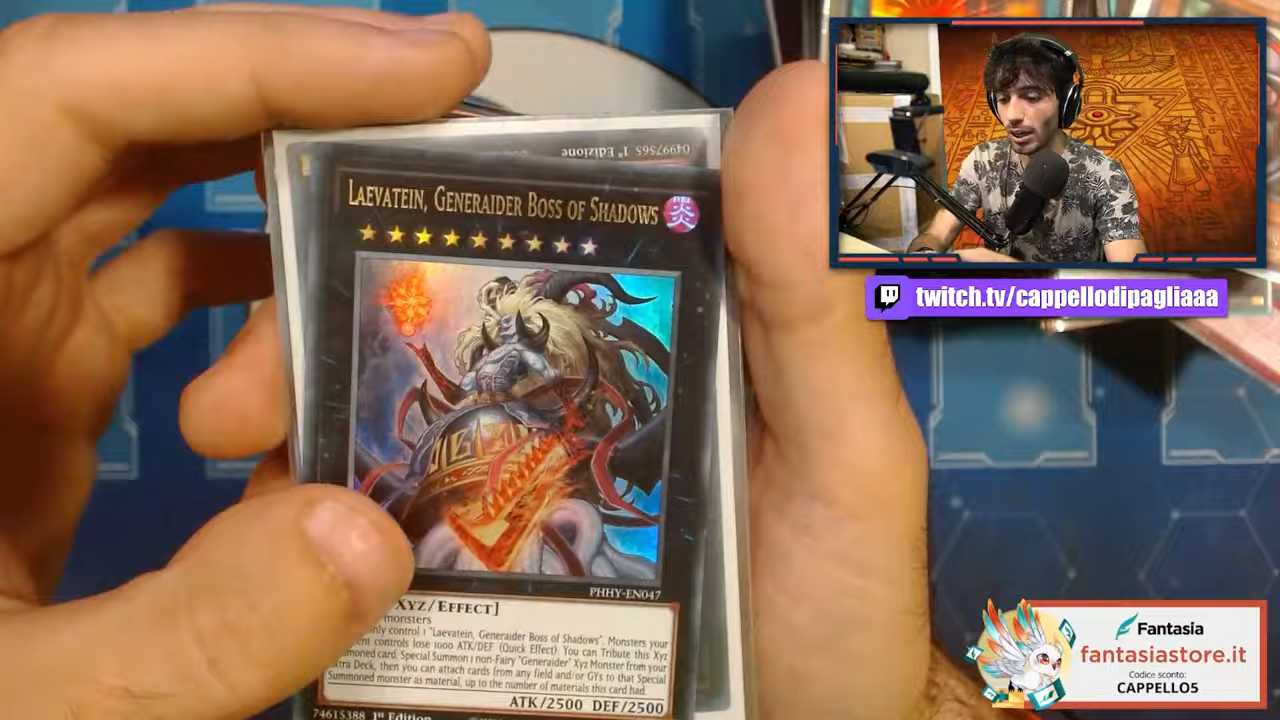 04997565 1ª Edizione
LAEVATEIN, GENERAIDER BOSS OF SHADOWS
FIRE
炎
PHHY-EN047
XYZ/EFFECT]
monsters
only control 1 "Laevatein, Generaider Boss of Shadows". Monsters your
controls lose 1000 ATK/DEF (Quick Effect): You can Tribute this Xyz
card, Special Summon 1 non-Fairy "Generaider" Xyz Monster from your
Deck, then you can attach cards from any field and/or GYs to that Special
Summoned monster as material, up to the number of materials this card had.
ATK/2500 DEF/2500
74615388 1st Edition
twitch.tv/cappellodipagliaaa
Fantasia
fantasiastore.it
Codice sconto:
CAPPELLO5